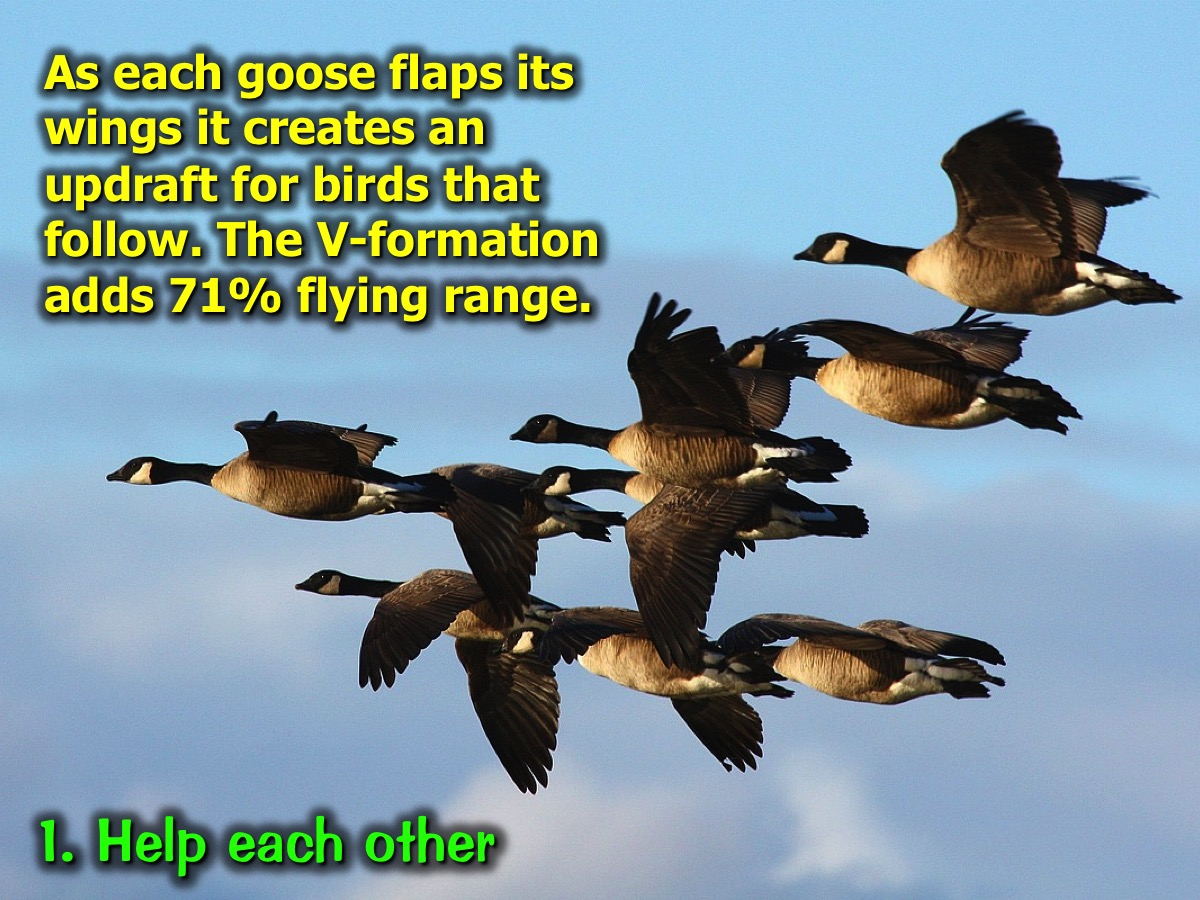 As each goose flaps its
wings it creates an
updraft for birds that
follow. The V-formation
adds 71% flying range.
1. Help each other